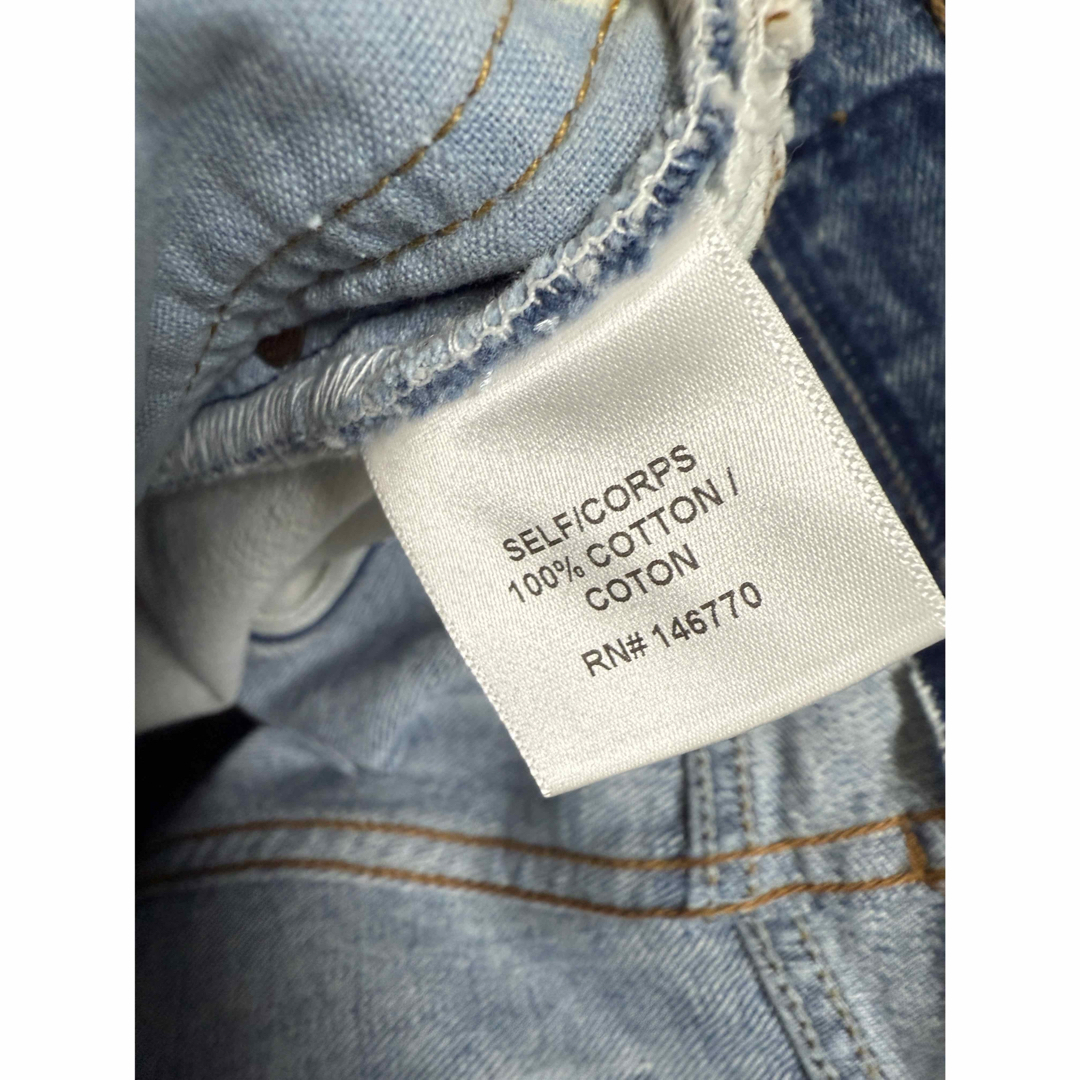 SELF/CORPS
100% COTTON /
COTON
RN# 146770